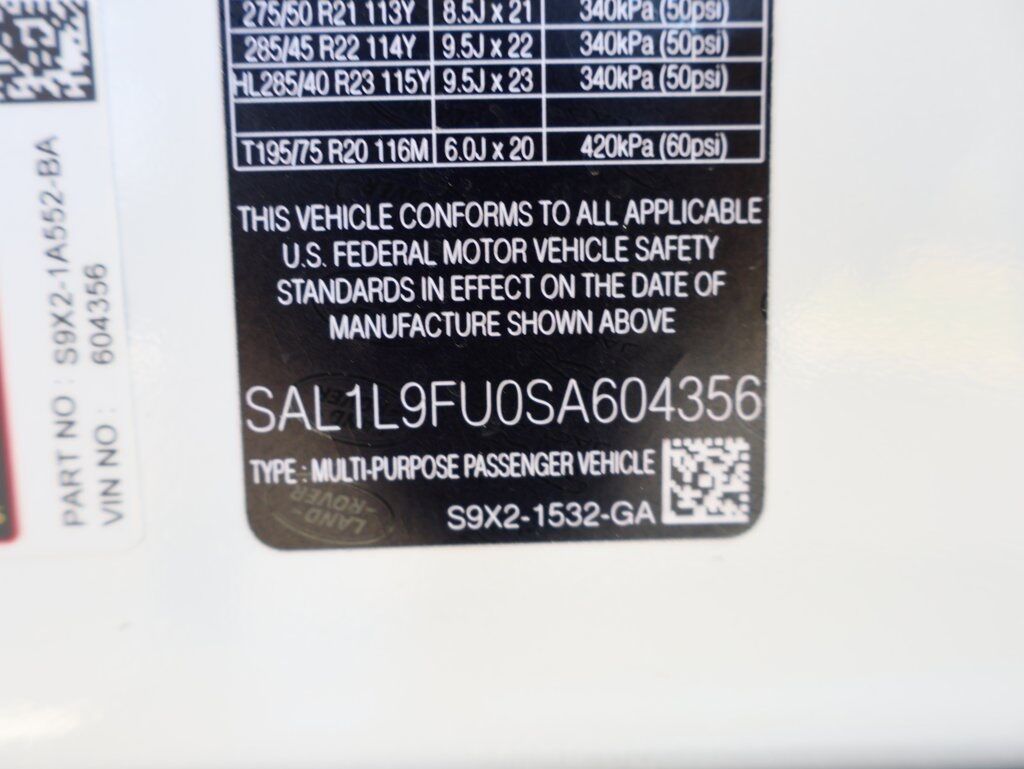 275/50 R21 113Y 8.5J x 21 340kPa (50psi)
285/45 R22 114Y 9.5J x 22 340kPa (50psi)
HL285/40 R23 115Y 9.5J x 23 340kPa (50psi)
T195/75 R20 116M 6.0J x 20 420kPa (60psi)
THIS VEHICLE CONFORMS TO ALL APPLICABLE
U.S. FEDERAL MOTOR VEHICLE SAFETY
STANDARDS IN EFFECT ON THE DATE OF
MANUFACTURE SHOWN ABOVE
SAL1L9FU0SA604356
TYPE : MULTI-PURPOSE PASSENGER VEHICLE
S9X2-1532-GA
LAND-
ROVER
PART NO : S9X2-1A552-BA
VIN NO : 604356